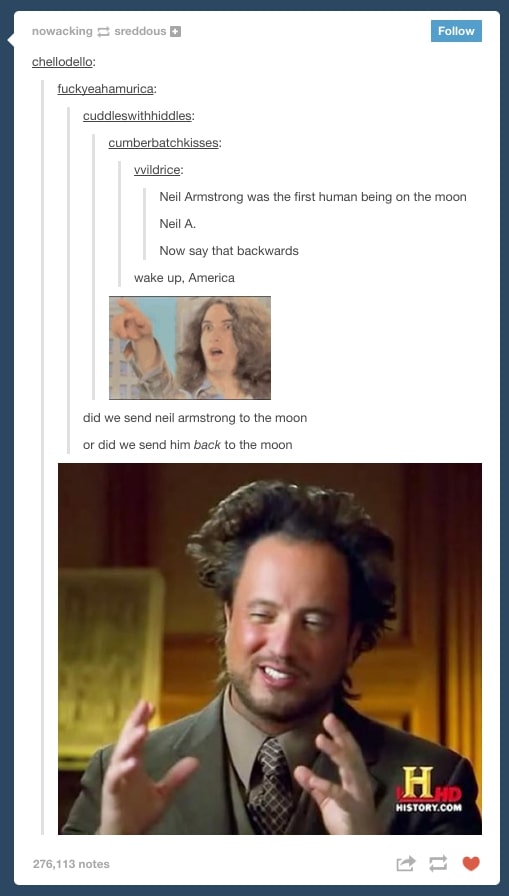 nowacking sreddous
Follow
chellodello:
fuckyeahamurica:
cuddleswithhiddles:
cumberbatchkisses:
vvildrice:
Neil Armstrong was the first human being on the moon
Neil A.
Now say that backwards
wake up, America
did we send neil armstrong to the moon
or did we send him back to the moon
H HD
HISTORY.COM
276,113 notes